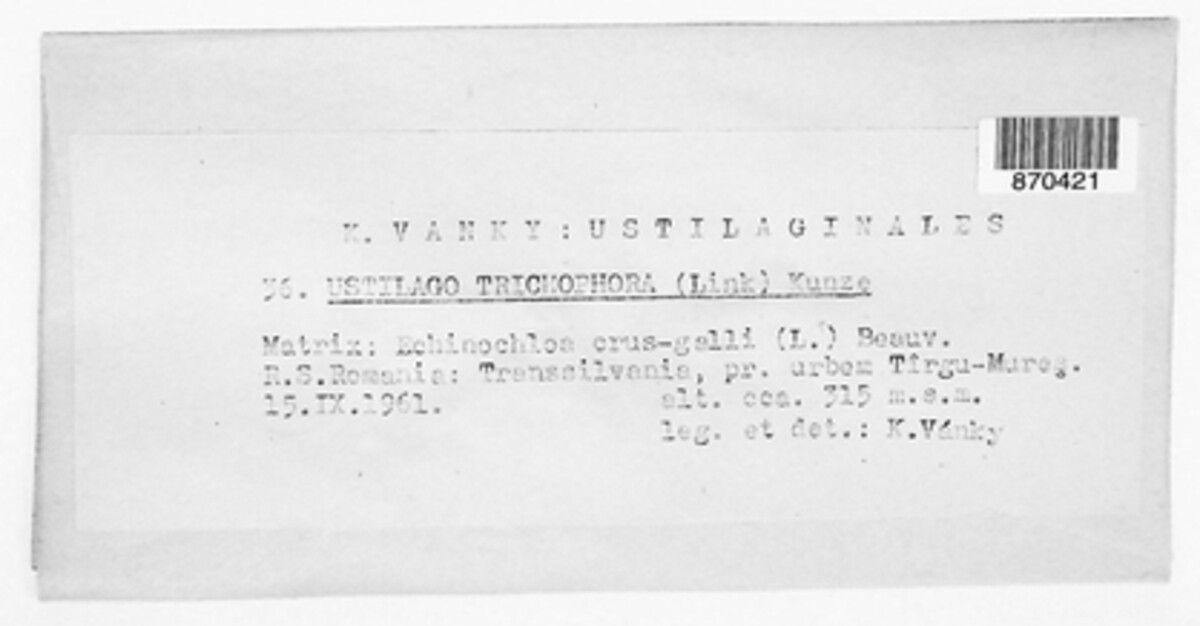 870421
K. VANKY: USTILAGINALES
36. USTILAGO TRICHOPHORA (Link) Kunze
Matrix: Echinochloa crus-galli (L.) Beauv.
R.S.Romania: Transsilvania, pr. urbem Tîrgu-Mureş.
15.IX.1961. alt. cca. 315 m.s.m.
leg. et det.: K.Vánky